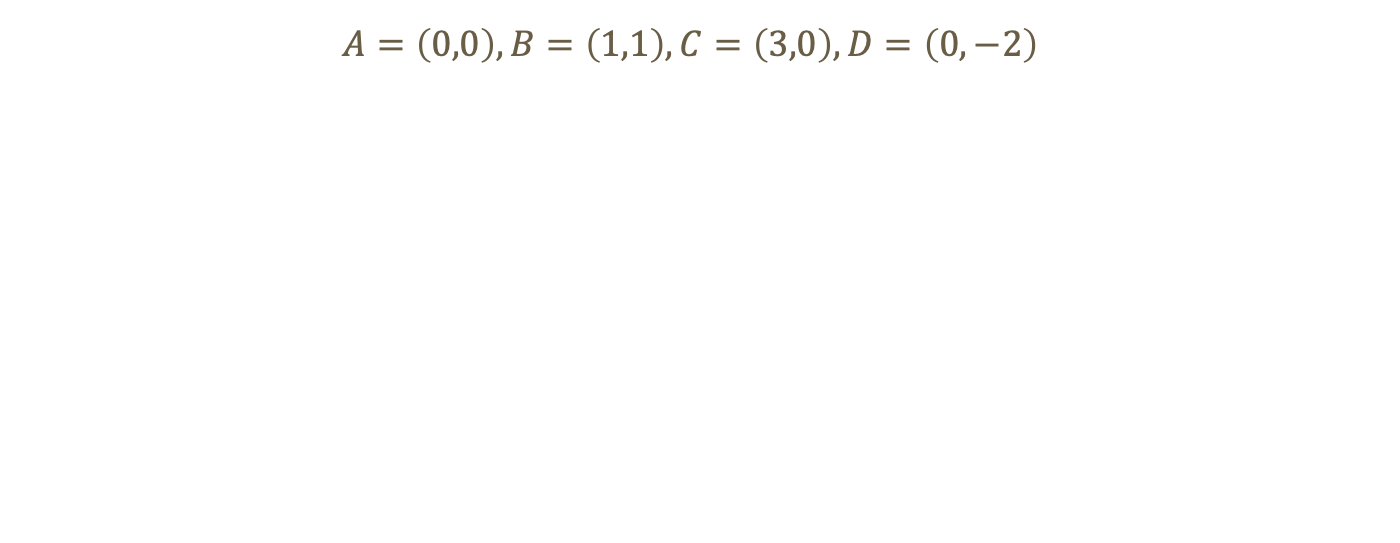 A = (0,0), B = (1,1), C = (3,0), D = (0, −2)